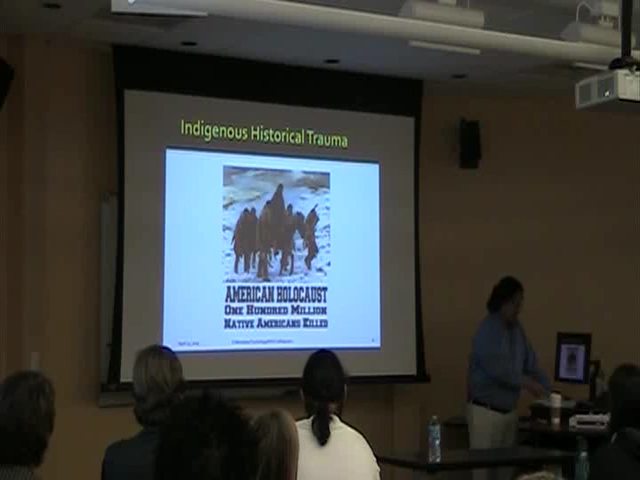 Indigenous Historical Trauma
AMERICAN HOLOCAUST
ONE HUNDRED MILLION
NATIVE AMERICANS KILLED